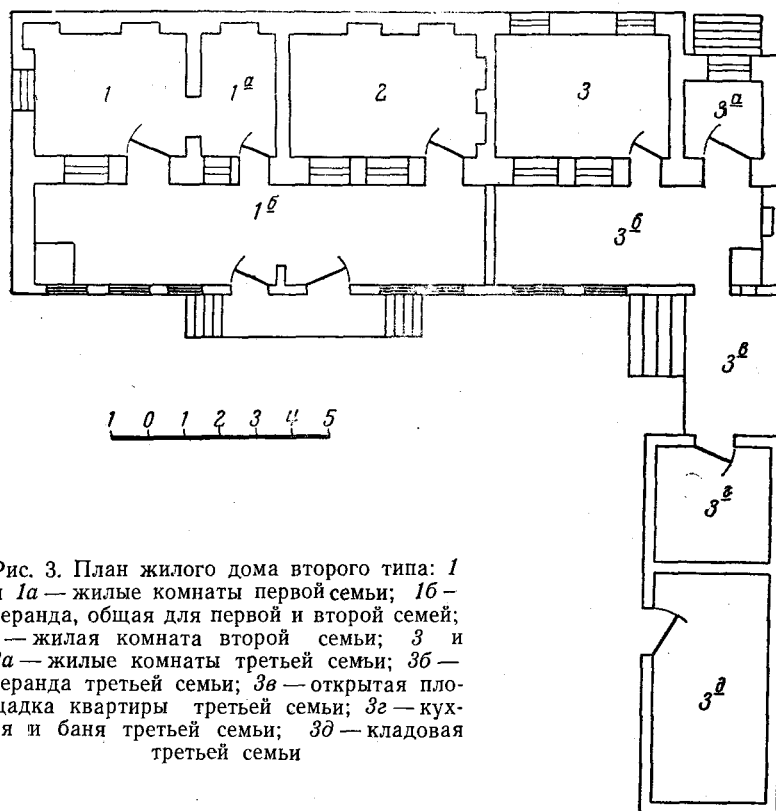 1
1а
2
3
3а
1б
3б
3в
1 0 1 2 3 4 5
3г
3д
Рис. 3. План жилого дома второго типа: 1
и 1а — жилые комнаты первой семьи; 1б —
еранда, общая для первой и второй семей;
— жилая комната второй семьи; 3 и
а — жилые комнаты третьей семьи; 3б —
еранда третьей семьи; 3в — открытая пло-
щадка квартиры третьей семьи; 3г — кух-
я и баня третьей семьи; 3д — кладовая
третьей семьи